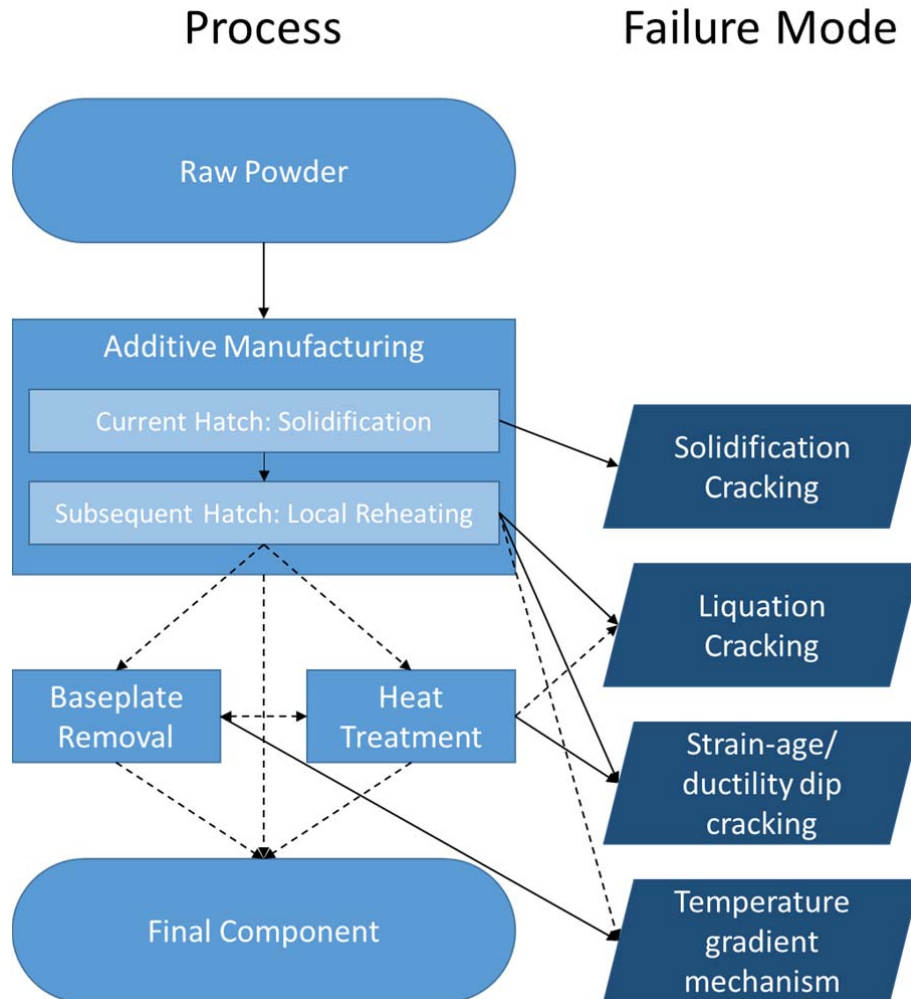 Process
Failure Mode
Raw Powder
Additive Manufacturing
Current Hatch: Solidification
Subsequent Hatch: Local Reheating
Solidification
Cracking
Liquation
Cracking
Baseplate
Removal
Heat
Treatment
Strain-age/
ductility dip
cracking
Final Component
Temperature
gradient
mechanism